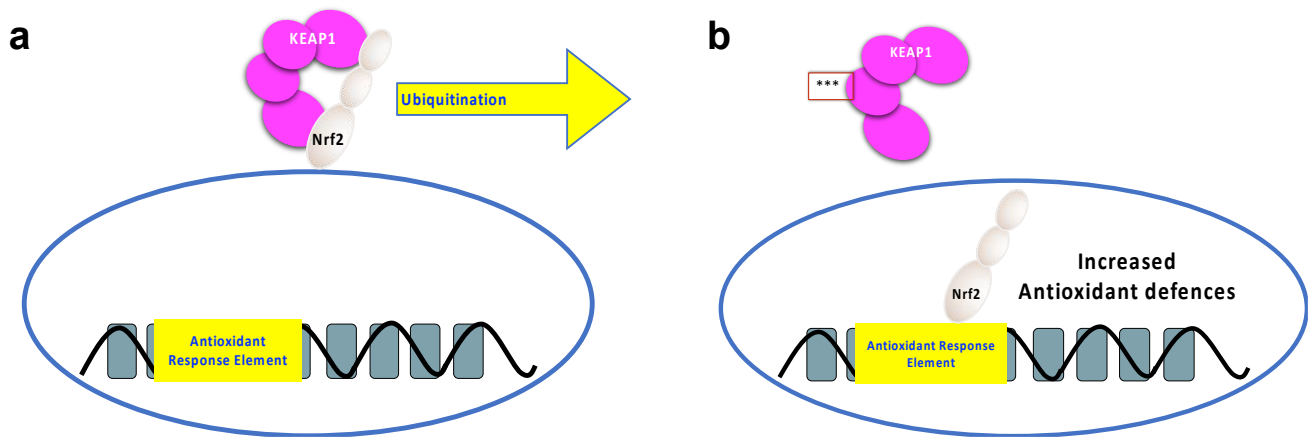 a
KEAP1
Nrf2
Ubiquitination
Antioxidant
Response Element
b
KEAP1
***
Nrf2
Increased
Antioxidant defences
Antioxidant Response
Element